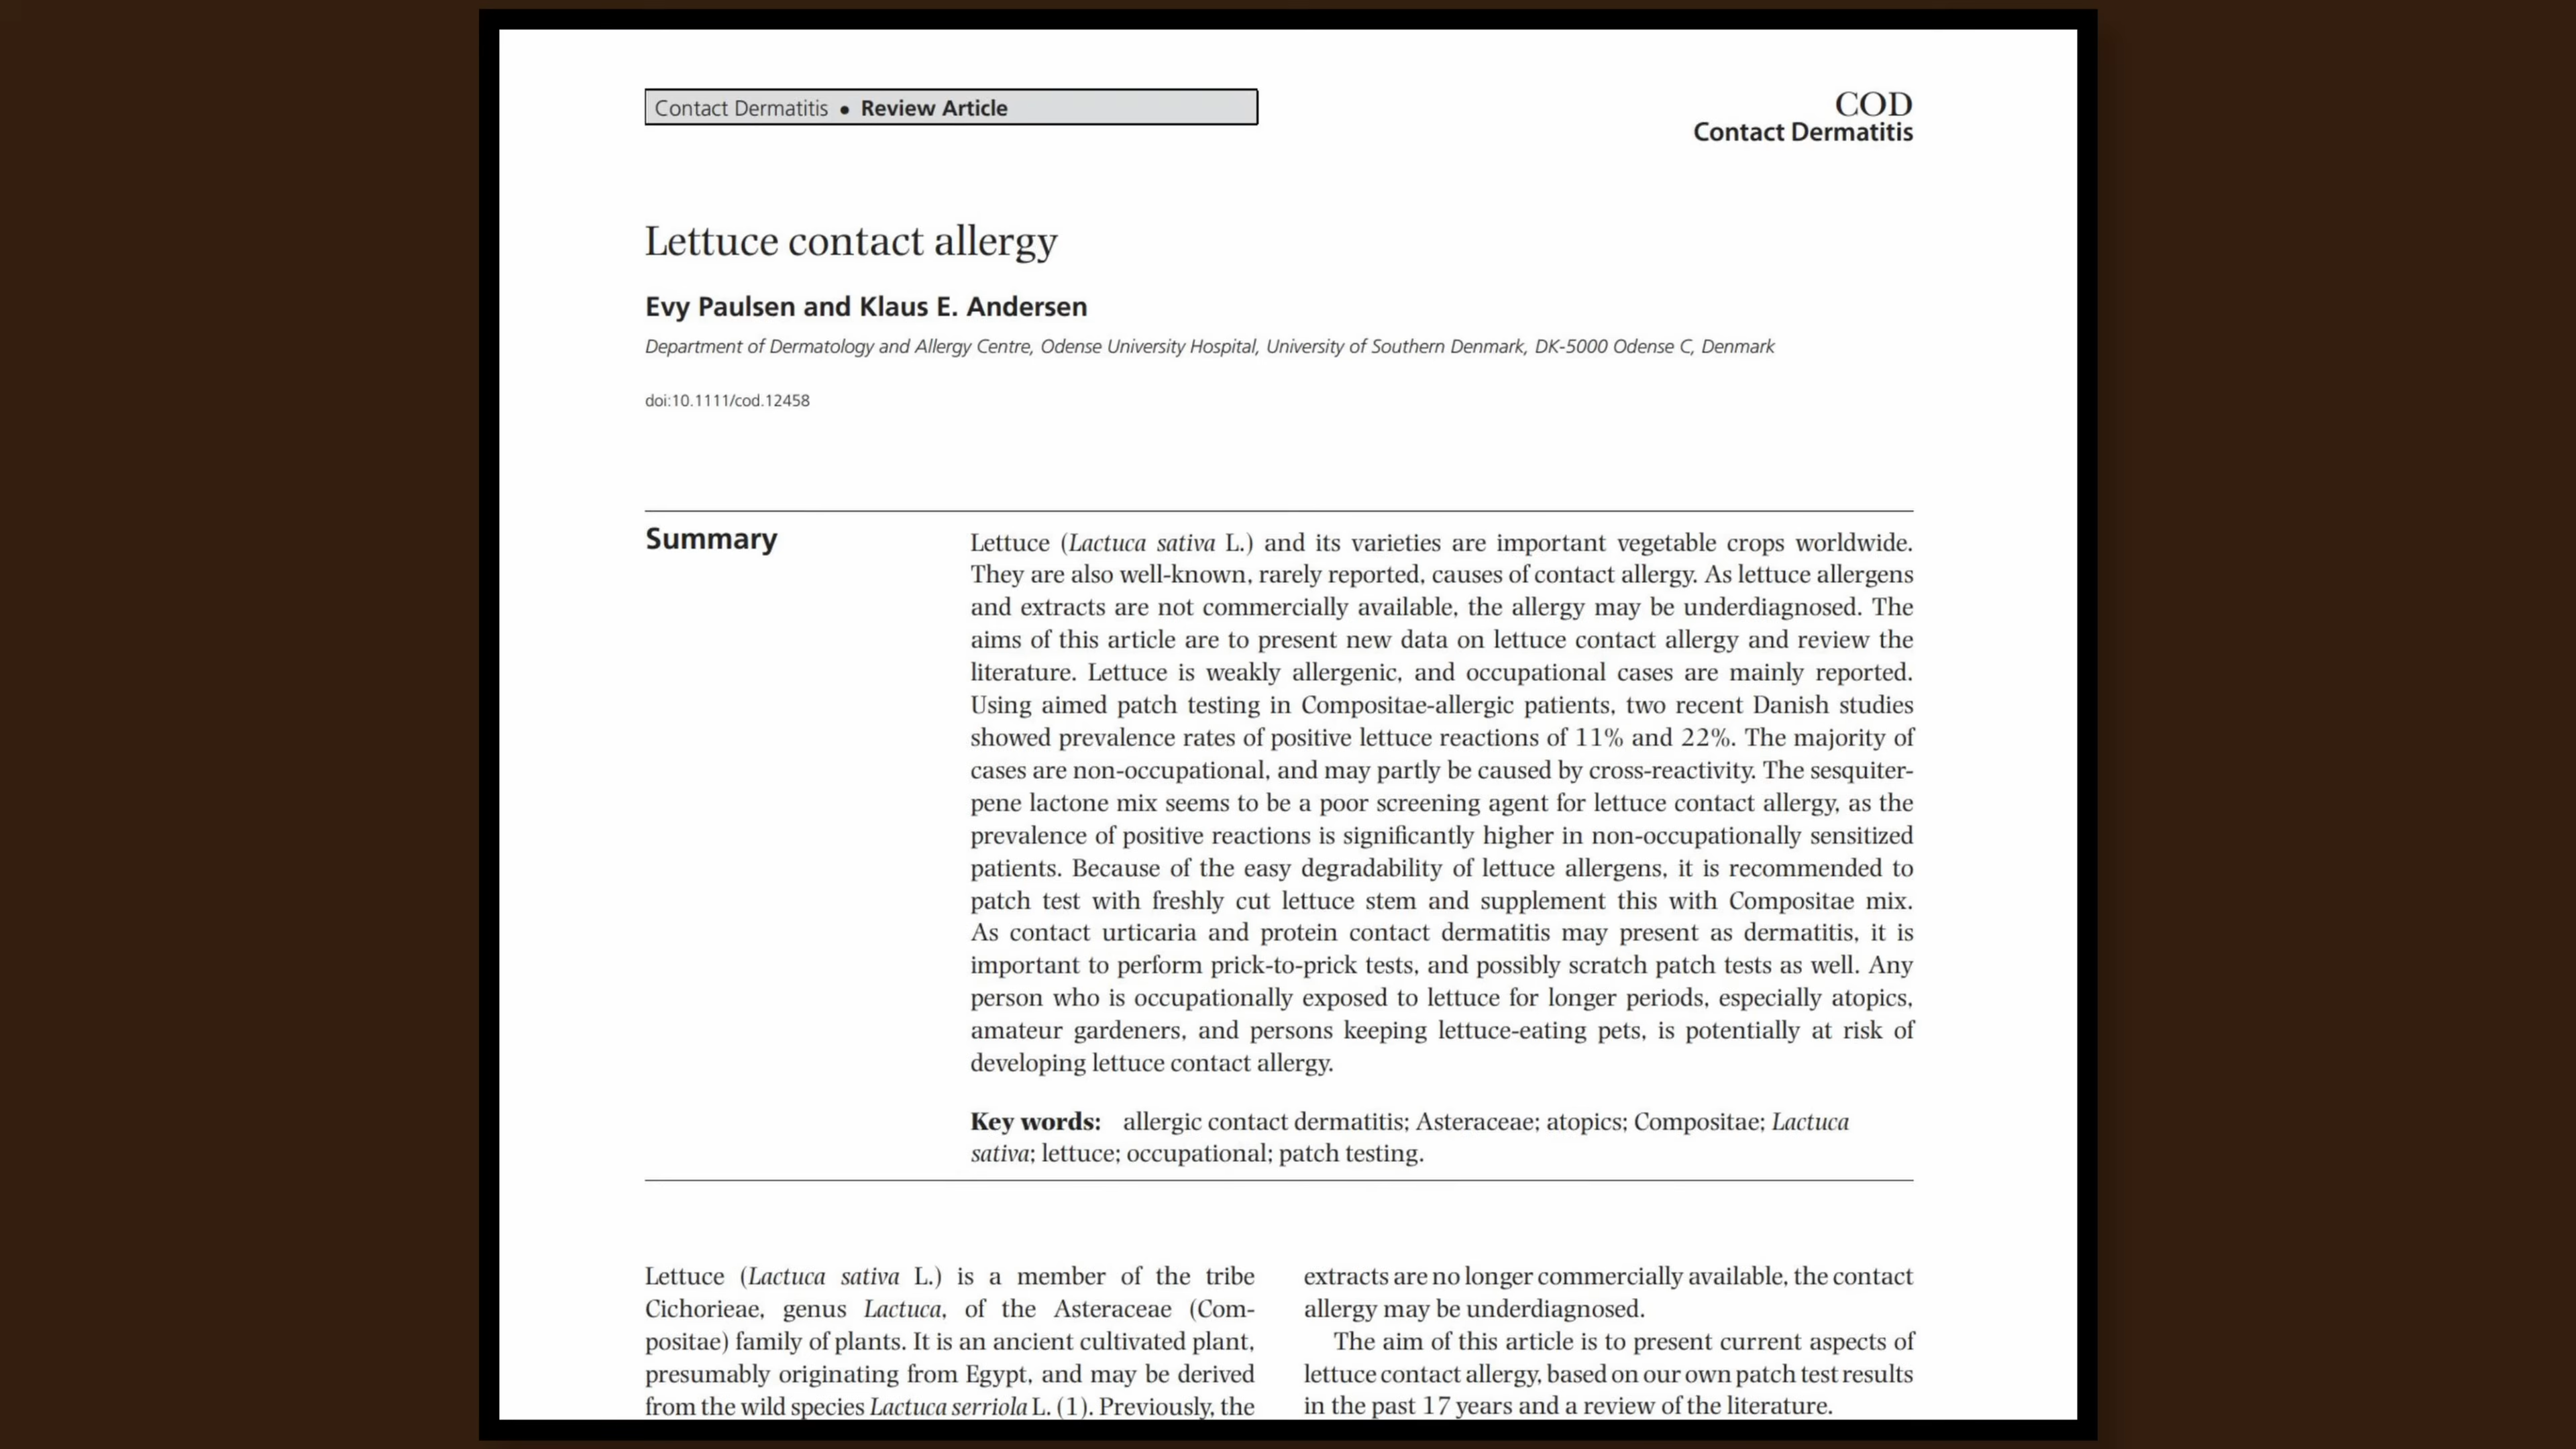 Contact Dermatitis • Review Article
COD
Contact Dermatitis
Lettuce contact allergy
Evy Paulsen and Klaus E. Andersen
Department of Dermatology and Allergy Centre, Odense University Hospital, University of Southern Denmark, DK-5000 Odense C, Denmark
doi:10.1111/cod.12458
Summary
Lettuce (Lactuca sativa L.) and its varieties are important vegetable crops worldwide.
They are also well-known, rarely reported, causes of contact allergy. As lettuce allergens
and extracts are not commercially available, the allergy may be underdiagnosed. The
aims of this article are to present new data on lettuce contact allergy and review the
literature. Lettuce is weakly allergenic, and occupational cases are mainly reported.
Using aimed patch testing in Compositae-allergic patients, two recent Danish studies
showed prevalence rates of positive lettuce reactions of 11% and 22%. The majority of
cases are non-occupational, and may partly be caused by cross-reactivity. The sesquiter-
pene lactone mix seems to be a poor screening agent for lettuce contact allergy, as the
prevalence of positive reactions is significantly higher in non-occupationally sensitized
patients. Because of the easy degradability of lettuce allergens, it is recommended to
patch test with freshly cut lettuce stem and supplement this with Compositae mix.
As contact urticaria and protein contact dermatitis may present as dermatitis, it is
important to perform prick-to-prick tests, and possibly scratch patch tests as well. Any
person who is occupationally exposed to lettuce for longer periods, especially atopics,
amateur gardeners, and persons keeping lettuce-eating pets, is potentially at risk of
developing lettuce contact allergy.
Key words: allergic contact dermatitis; Asteraceae; atopics; Compositae; Lactuca
sativa; lettuce; occupational; patch testing.
Lettuce (Lactuca sativa L.) is a member of the tribe
Cichorieae, genus Lactuca, of the Asteraceae (Com-
positae) family of plants. It is an ancient cultivated plant,
presumably originating from Egypt, and may be derived
from the wild species Lactuca serriola L. (1). Previously, the
extracts are no longer commercially available, the contact
allergy may be underdiagnosed.
The aim of this article is to present current aspects of
lettuce contact allergy, based on our own patch test results
in the past 17 years and a review of the literature.